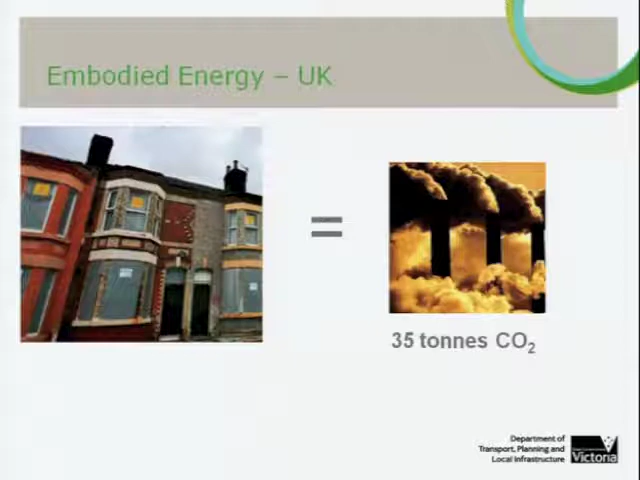 Embodied Energy – UK
=
35 tonnes CO₂
Department of
Transport, Planning and
Local Infrastructure
Victoria